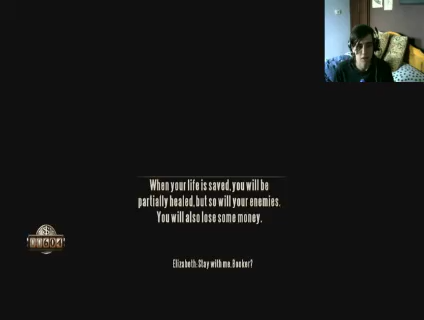 When your life is saved, you will be
partially healed, but so will your enemies.
You will also lose some money.
Elizabeth: Stay with me, Booker?